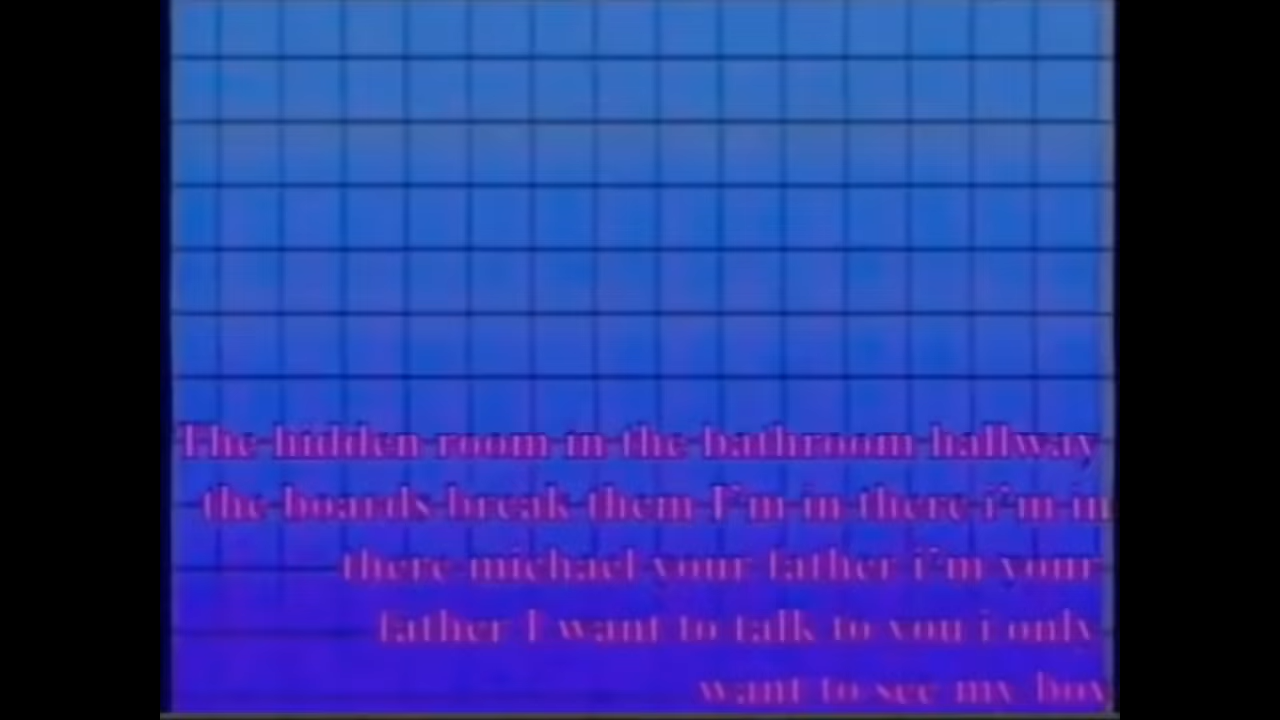 The hidden room in the bathroom hallway
the boards break them I'm in there i'm in
there michael your father i'm your
father I want to talk to you i only
want to see my boy